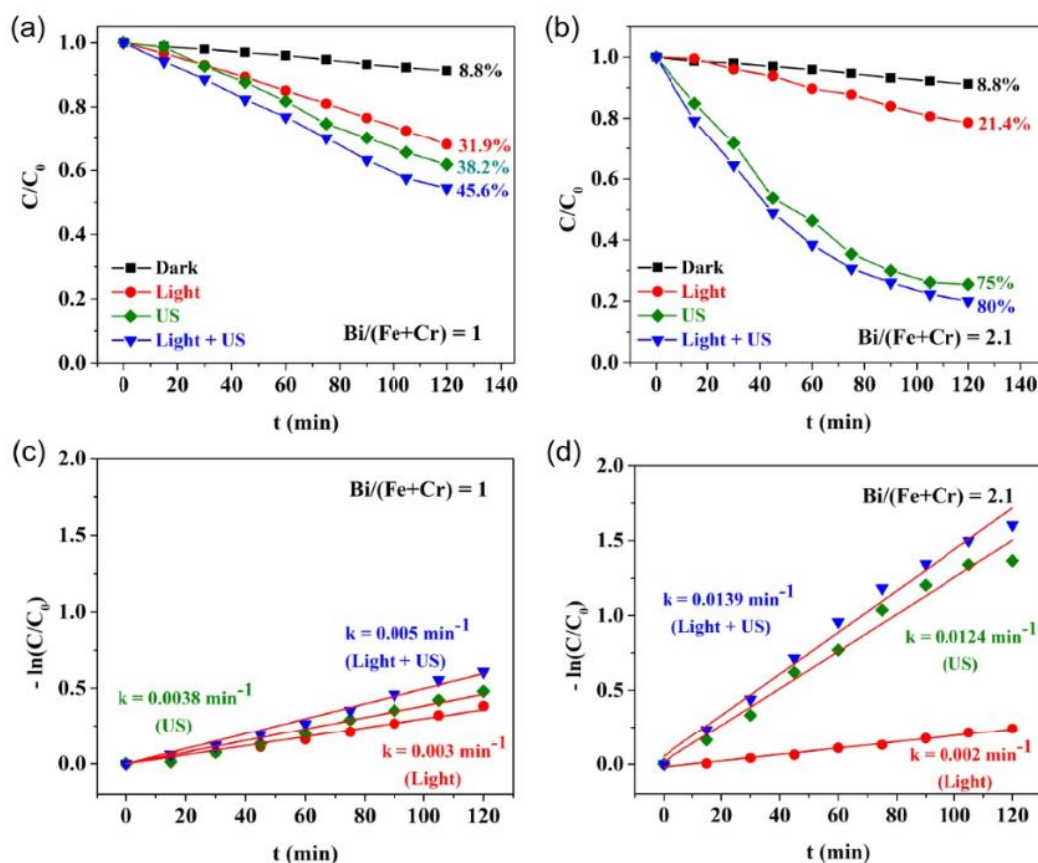 (a)
1.0
0.8
0.6
0.4
0.2
0.0
C/C₀
8.8%
31.9%
38.2%
45.6%
Dark
Light
US
Light + US
Bi/(Fe+Cr) = 1
0 20 40 60 80 100 120 140
t (min)
(b)
1.0
0.8
0.6
0.4
0.2
0.0
C/C₀
8.8%
21.4%
75%
80%
Dark
Light
US
Light + US
Bi/(Fe+Cr) = 2.1
0 20 40 60 80 100 120 140
t (min)
(c)
2.0
1.5
1.0
0.5
0.0
- ln(C/C₀)
Bi/(Fe+Cr) = 1
k = 0.005 min⁻¹
(Light + US)
k = 0.0038 min⁻¹
(US)
k = 0.003 min⁻¹
(Light)
0 20 40 60 80 100 120
t (min)
(d)
2.0
1.5
1.0
0.5
0.0
- ln(C/C₀)
Bi/(Fe+Cr) = 2.1
k = 0.0139 min⁻¹
(Light + US)
k = 0.0124 min⁻¹
(US)
k = 0.002 min⁻¹
(Light)
0 20 40 60 80 100 120
t (min)